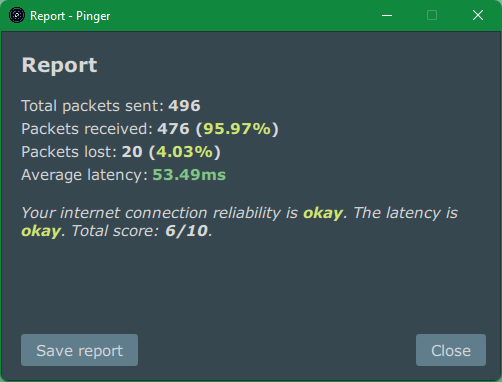 Report - Pinger
Report
Total packets sent: 496
Packets received: 476 (95.97%)
Packets lost: 20 (4.03%)
Average latency: 53.49ms
Your internet connection reliability is okay. The latency is
okay. Total score: 6/10.
Save report
Close